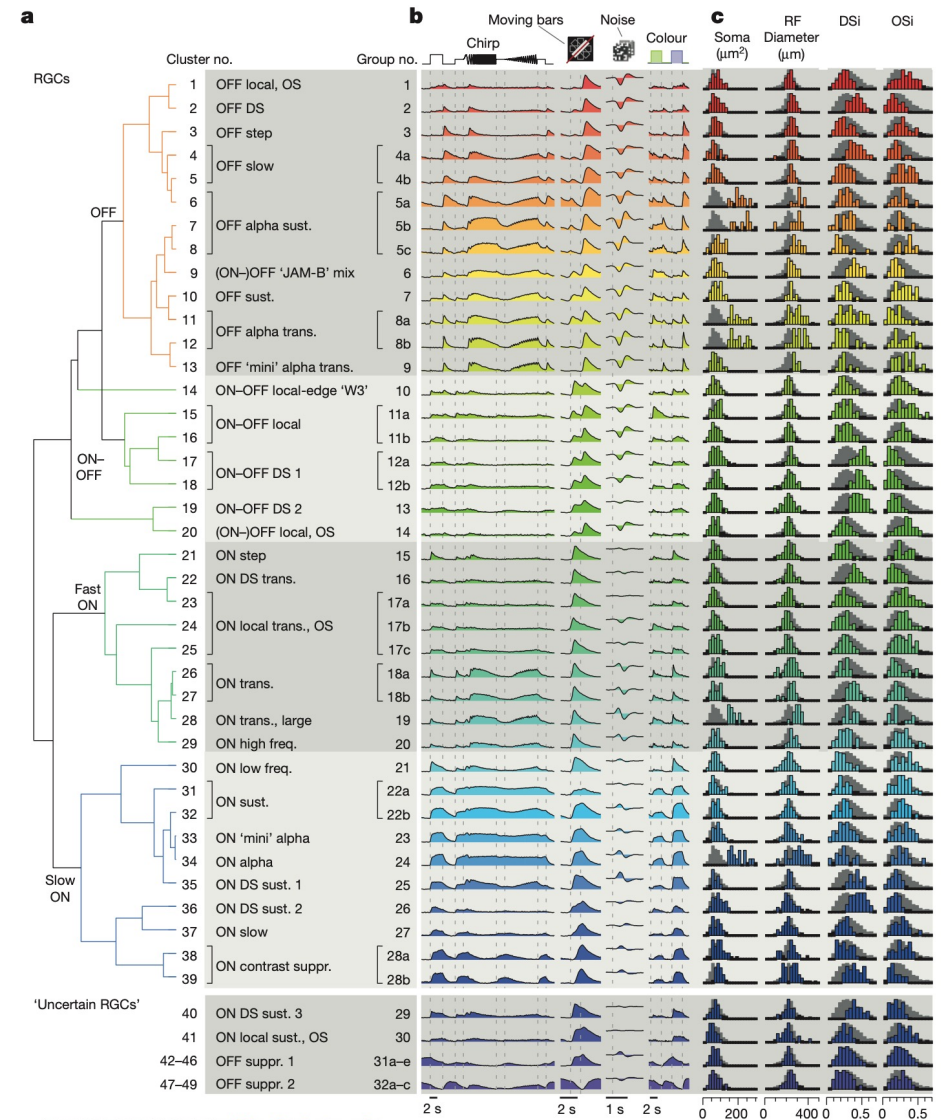 a b c
Moving bars Noise
Chirp Colour Soma (μm²) RF Diameter (μm) DSi OSi
Cluster no. Group no.
RGCs
1 OFF local, OS 1
2 OFF DS 2
3 OFF step 3
4 OFF slow 4a
5 4b
6 5a
7 OFF alpha sust. 5b
8 5c
9 (ON–)OFF ‘JAM-B’ mix 6
10 OFF sust. 7
11 OFF alpha trans. 8a
12 8b
13 OFF ‘mini’ alpha trans. 9
14 ON–OFF local-edge ‘W3’ 10
15 ON–OFF local 11a
16 11b
17 ON–OFF DS 1 12a
18 12b
19 ON–OFF DS 2 13
20 (ON–)OFF local, OS 14
21 ON step 15
22 ON DS trans. 16
23 17a
24 ON local trans., OS 17b
25 17c
26 ON trans. 18a
27 18b
28 ON trans., large 19
29 ON high freq. 20
30 ON low freq. 21
31 ON sust. 22a
32 22b
33 ON ‘mini’ alpha 23
34 ON alpha 24
35 ON DS sust. 1 25
36 ON DS sust. 2 26
37 ON slow 27
38 ON contrast suppr. 28a
39 28b
OFF
ON–
OFF
Fast
ON
Slow
ON
‘Uncertain RGCs’
40 ON DS sust. 3 29
41 ON local sust., OS 30
42–46 OFF suppr. 1 31a–e
47–49 OFF suppr. 2 32a–c
2 s 2 s 1 s 2 s 0 200 0 400 0 0.5 0 0.5